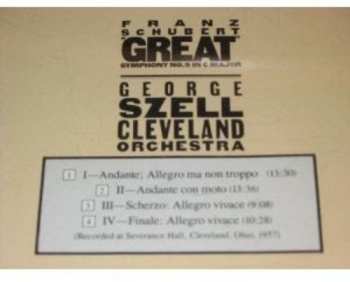 FRANZ
SCHUBERT
"GREAT"
SYMPHONY NO.9 IN C MAJOR
GEORGE
SZELL
CLEVELAND
ORCHESTRA
1 I—Andante; Allegro ma non troppo (13:30)
2 II—Andante con moto (13:36)
3 III—Scherzo: Allegro vivace (9:08)
4 IV—Finale: Allegro vivace (10:28)
(Recorded at Severance Hall, Cleveland, Ohio, 1957)